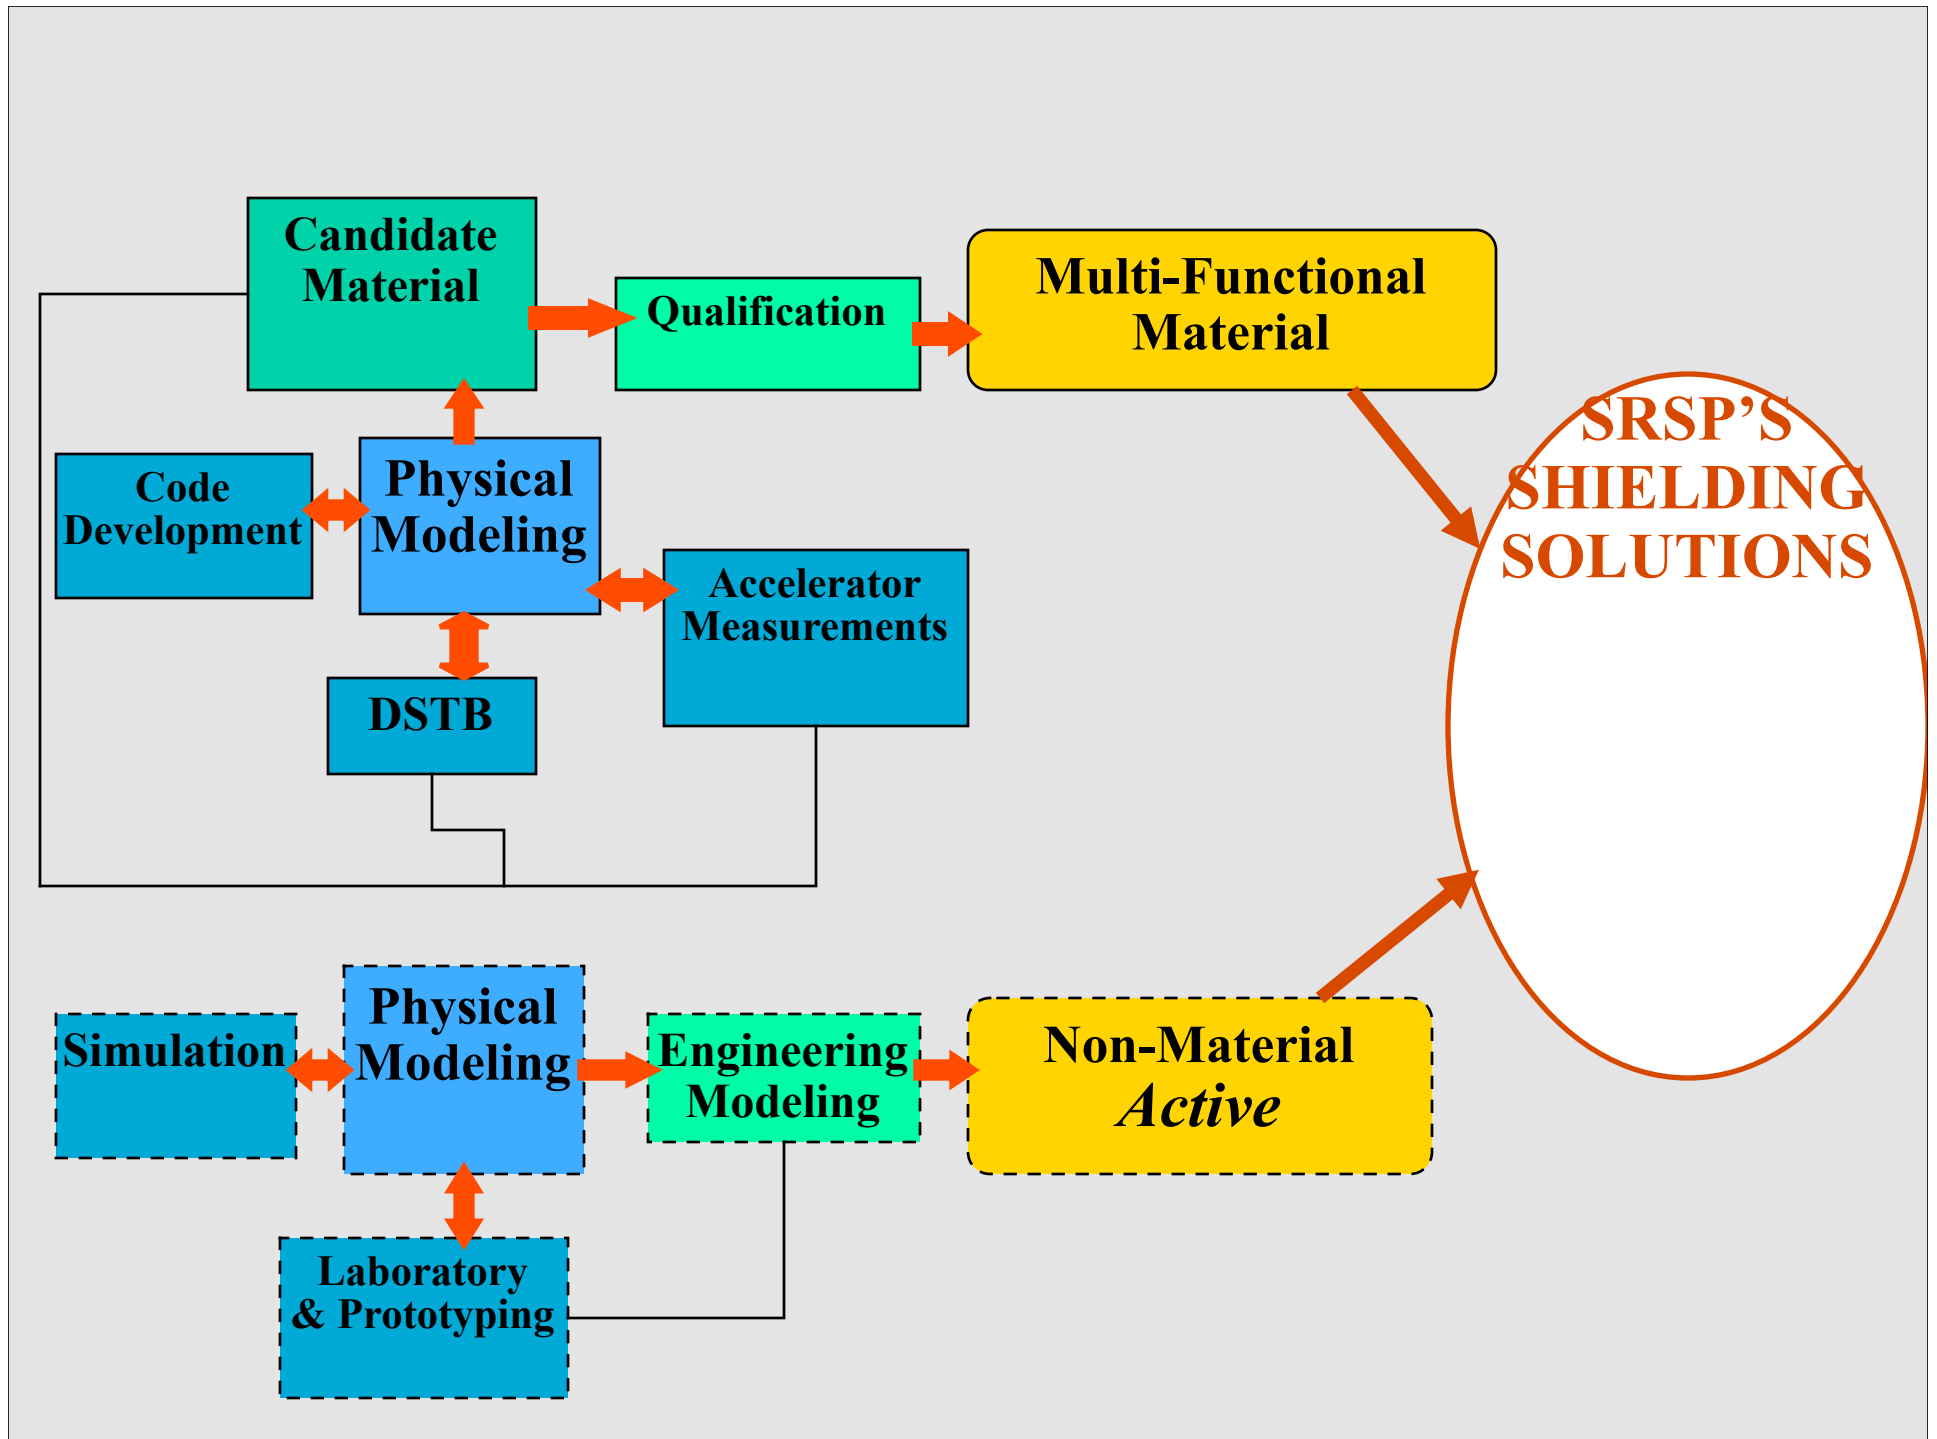 Candidate
Material
Qualification
Multi-Functional
Material
SRSP’S
SHIELDING
SOLUTIONS
Code
Development
Physical
Modeling
Accelerator
Measurements
DSTB
Simulation
Physical
Modeling
Engineering
Modeling
Non-Material
Active
Laboratory
& Prototyping